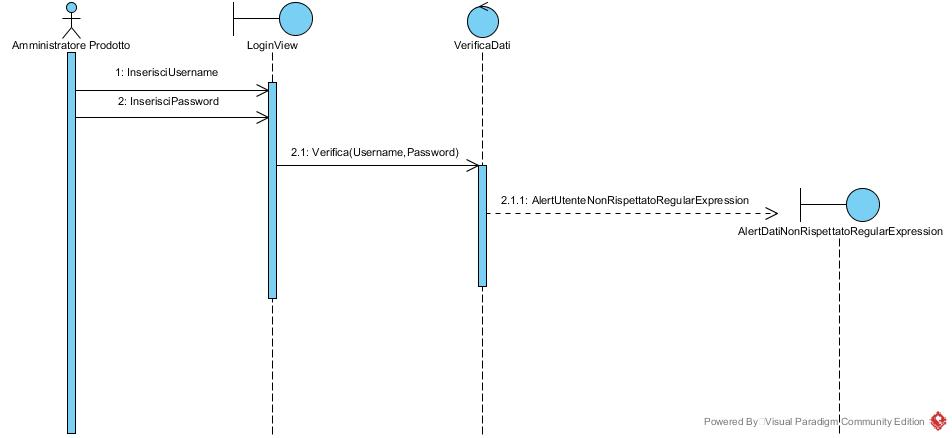 Amministratore Prodotto
LoginView
VerificaDati
1: InserisciUsername
2: InserisciPassword
2.1: Verifica(Username,Password)
2.1.1: AlertUtenteNonRispettatoRegularExpression
AlertDatiNonRispettatoRegularExpression
Powered By Visual Paradigm Community Edition